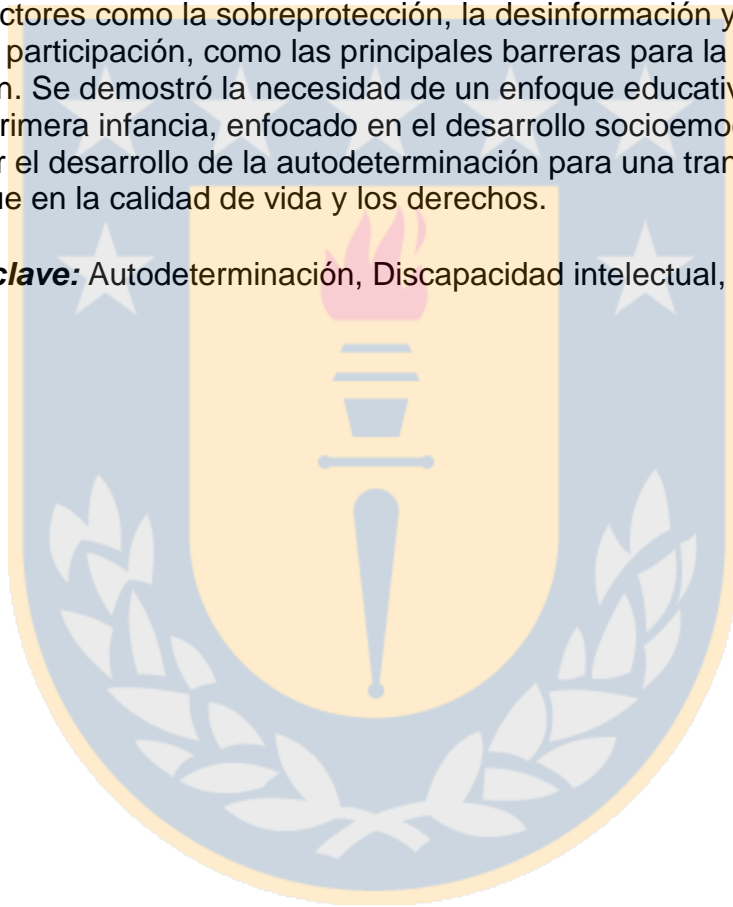 ctores como la sobreprotección, la desinformación y
participación, como las principales barreras para la
n. Se demostró la necesidad de un enfoque educativ
rimera infancia, enfocado en el desarrollo socioemo
r el desarrollo de la autodeterminación para una tran
ue en la calidad de vida y los derechos.
clave: Autodeterminación, Discapacidad intelectual,